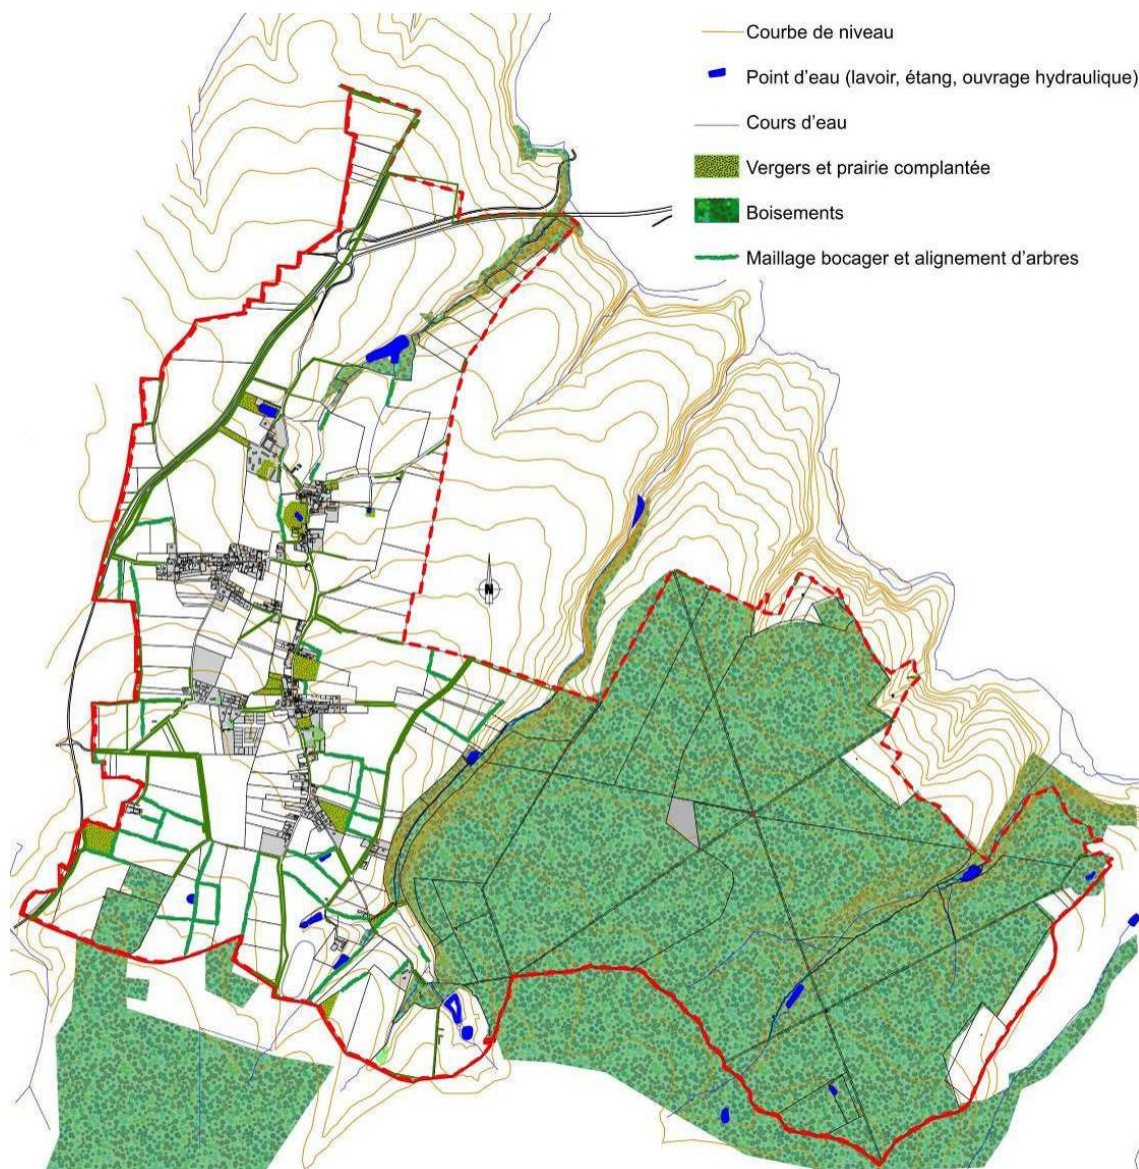 Courbe de niveau
Point d'eau (lavoir, étang, ouvrage hydraulique)
Cours d'eau
Vergers et prairie complantée
Boisements
Maillage bocager et alignement d'arbres
N